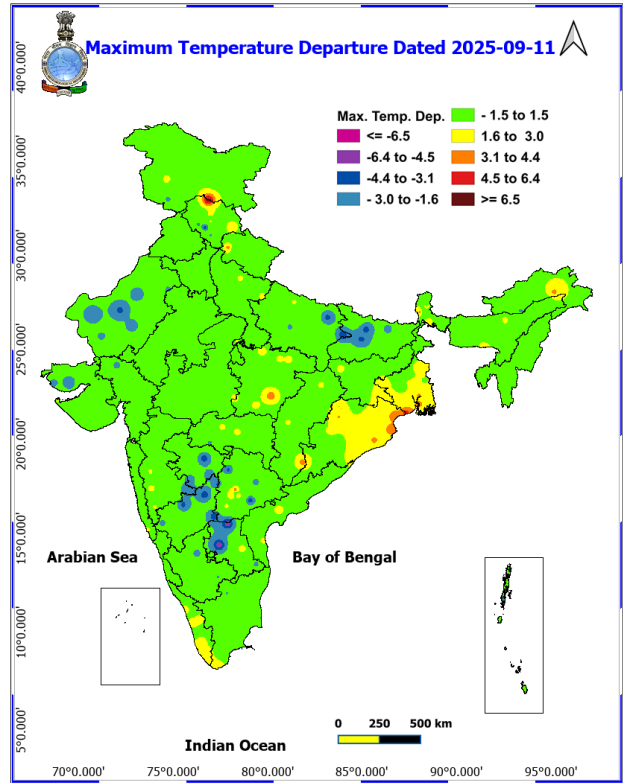 Maximum Temperature Departure Dated 2025-09-11
Max. Temp. Dep.
<= -6.5
-6.4 to -4.5
-4.4 to -3.1
- 3.0 to -1.6
- 1.5 to 1.5
1.6 to 3.0
3.1 to 4.4
4.5 to 6.4
>= 6.5
40°0.000'
35°0.000'
30°0.000'
25°0.000'
20°0.000'
15°0.000'
10°0.000'
5°0.000'
Arabian Sea
Bay of Bengal
Indian Ocean
0 250 500 km
70°0.000' 75°0.000' 80°0.000' 85°0.000' 90°0.000' 95°0.000'